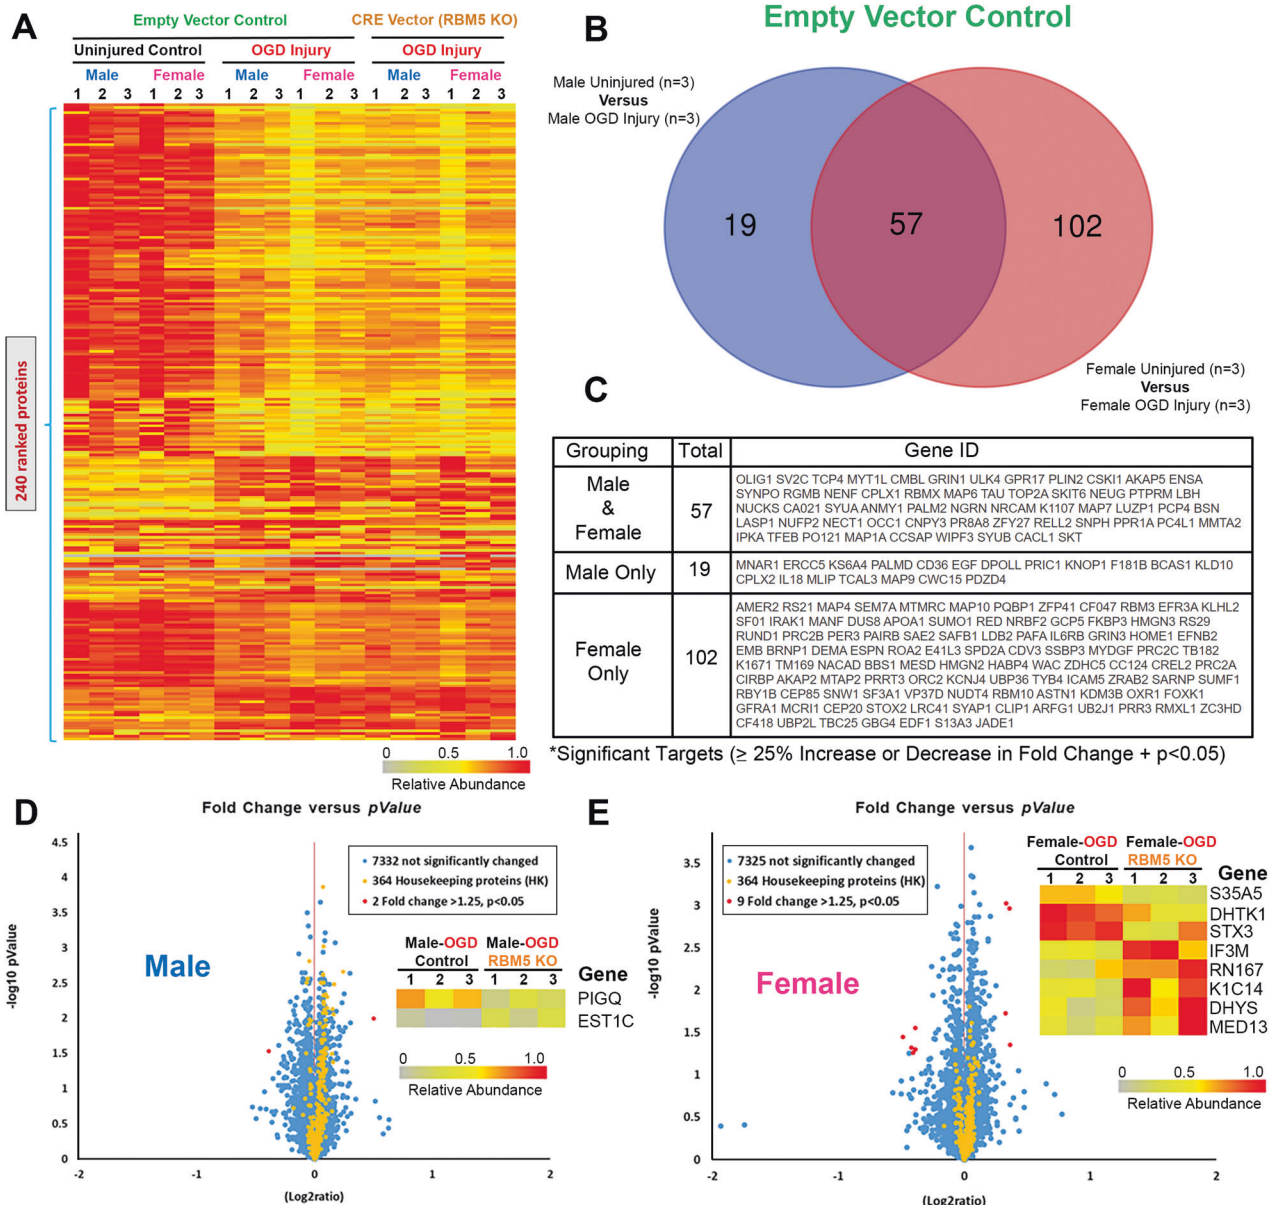 A
Empty Vector Control
CRE Vector (RBM5 KO)
Uninjured Control
OGD Injury
OGD Injury
Male
Female
Male
Female
Male
Female
1 2 3 1 2 3 1 2 3 1 2 3 1 2 3 1 2 3
240 ranked proteins
0 0.5 1.0
Relative Abundance
B
Empty Vector Control
Male Uninjured (n=3)
Versus
Male OGD Injury (n=3)
19
57
102
Female Uninjured (n=3)
Versus
Female OGD Injury (n=3)
C
Grouping Total Gene ID
Male
&
Female
57
OLIG1 SV2C TCP4 MYT1L CMBL GRIN1 ULK4 GPR17 PLIN2 CSKI1 AKAP5 ENSA
SYNPO RGMB NENF CPLX1 RBMX MAP6 TAU TOP2A SKIT6 NEUG PTPRM LBH
NUCKS CA021 SYUA ANMY1 PALM2 NGRN NRCAM K1107 MAP7 LUZP1 PCP4 BSN
LASP1 NUFP2 NECT1 OCC1 CNPY3 PR8A8 ZFY27 RELL2 SNPH PPR1A PC4L1 MMTA2
IPKA TFEB PO121 MAP1A CCSAP WIPF3 SYUB CACL1 SKT
Male Only
19
MNAR1 ERCC5 KS6A4 PALMD CD36 EGF DPOLL PRIC1 KNOP1 F181B BCAS1 KLD10
CPLX2 IL18 MLIP TCAL3 MAP9 CWC15 PDZD4
Female
Only
102
AMER2 RS21 MAP4 SEM7A MTMRC MAP10 PQBP1 ZFP41 CF047 RBM3 EFR3A KLHL2
SF01 IRAK1 MANF DUS8 APOA1 SUMO1 RED NRBF2 GCP5 FKBP3 HMGN3 RS29
RUND1 PRC2B PER3 PAIRB SAE2 SAFB1 LDB2 PAFA IL6RB GRIN3 HOME1 EFNB2
EMB BRNP1 DEMA ESPN ROA2 E41L3 SPD2A CDV3 SSBP3 MYDGF PRC2C TB182
K1671 TM169 NACAD BBS1 MESD HMGN2 HABP4 WAC ZDHC5 CC124 CREL2 PRC2A
CIRBP AKAP2 MTAP2 PRRT3 ORC2 KCNJ4 UBP36 TYB4 ICAM5 ZRAB2 SARNP SUMF1
RBY1B CEP85 SNW1 SF3A1 VP37D NUDT4 RBM10 ASTN1 KDM3B OXR1 FOXK1
GFRA1 MCRI1 CEP20 STOX2 LRC41 SYAP1 CLIP1 ARFG1 UB2J1 PRR3 RMXL1 ZC3HD
CF418 UBP2L TBC25 GBG4 EDF1 S13A3 JADE1
*Significant Targets (≥ 25% Increase or Decrease in Fold Change + p<0.05)
D
Fold Change versus pValue
4.5
4
3.5
3
2.5
2
1.5
1
0.5
0
-log10 pValue
-2 -1 0 1 2
(Log2ratio)
7332 not significantly changed
364 Housekeeping proteins (HK)
2 Fold change >1.25, p<0.05
Male
Male-OGD Male-OGD
Control RBM5 KO
1 2 3 1 2 3
Gene
PIGQ
EST1C
0 0.5 1.0
Relative Abundance
E
Fold Change versus pValue
3.5
3
2.5
2
1.5
1
0.5
0
-log10 pValue
-2 -1 0 1 2
(Log2ratio)
7325 not significantly changed
364 Housekeeping proteins (HK)
9 Fold change >1.25, p<0.05
Female
Female-OGD Female-OGD
Control RBM5 KO
1 2 3 1 2 3
Gene
S35A5
DHTK1
STX3
IF3M
RN167
K1C14
DHYS
MED13
0 0.5 1.0
Relative Abundance